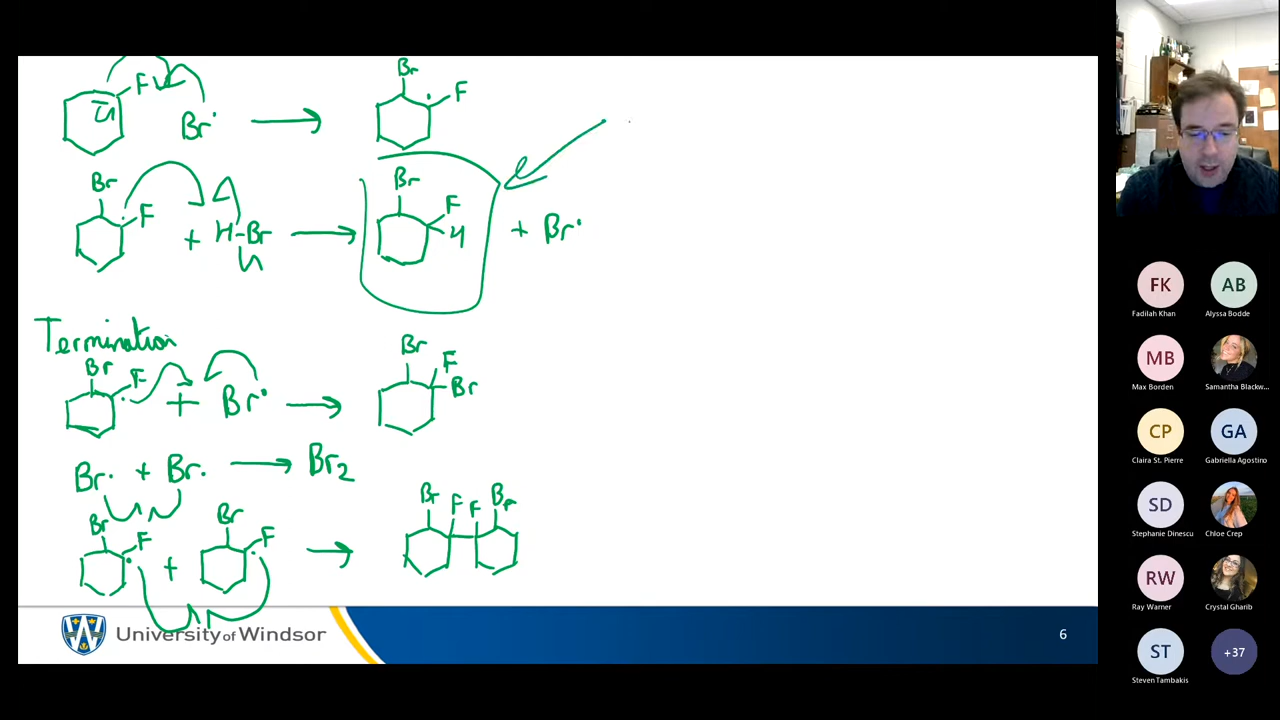 F
Br·
Br
F
Br
F
+ H-Br
Br
F
H
+ Br·
Termination
Br
F
+ Br·
Br
F
Br
Br· + Br· → Br2
Br
F
+
Br
F
Br F F Br
University of Windsor
6
FK
Fadilah Khan
AB
Alyssa Bodde
MB
Max Borden
Samantha Blackw...
CP
Claira St. Pierre
GA
Gabriella Agostino
SD
Stephanie Dinescu
Chloe Crep
RW
Ray Warner
Crystal Gharib
ST
Steven Tambakis
+37